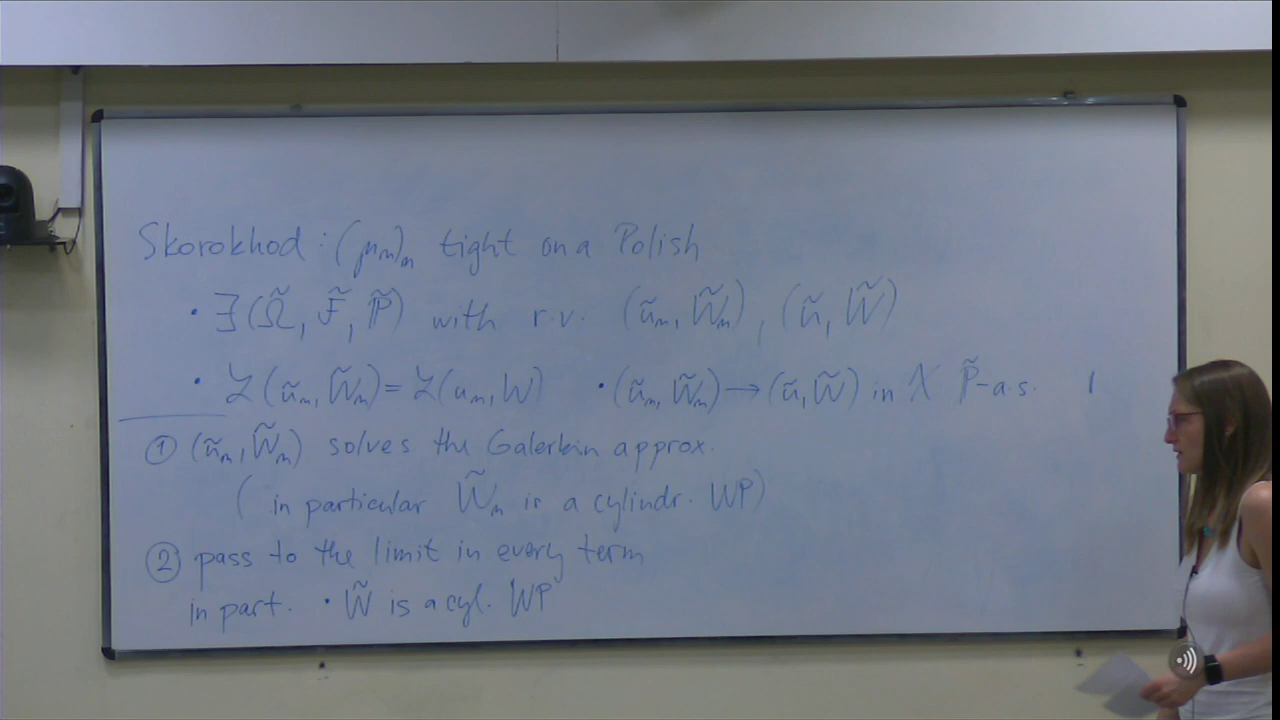 Skorokhod : (μₘ)ₘ tight on a Polish
• ∃(Ω̃, F̃, P̃) with r.v. (ũₘ, W̃ₘ), (ũ, W̃)
• ℒ(ũₘ, W̃ₘ) = ℒ(uₘ, W) • (ũₘ, W̃ₘ) → (ũ, W̃) in X P̃-a.s.
① (ũₘ, W̃ₘ) solves the Galerkin approx.
( in particular W̃ₘ is a cylindr. WP)
② pass to the limit in every term
in part. • W̃ is a cyl. WP